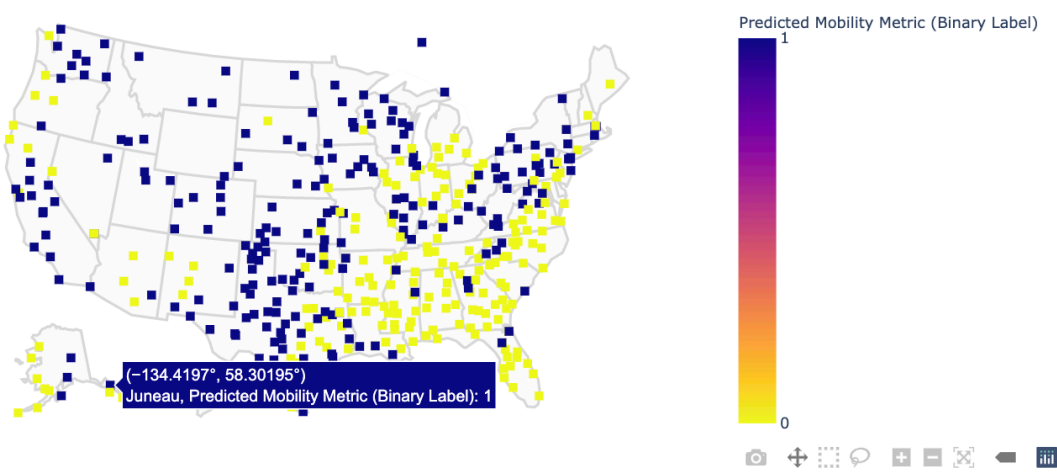 Predicted Mobility Metric (Binary Label)
1
(−134.4197°, 58.30195°)
Juneau, Predicted Mobility Metric (Binary Label): 1
0